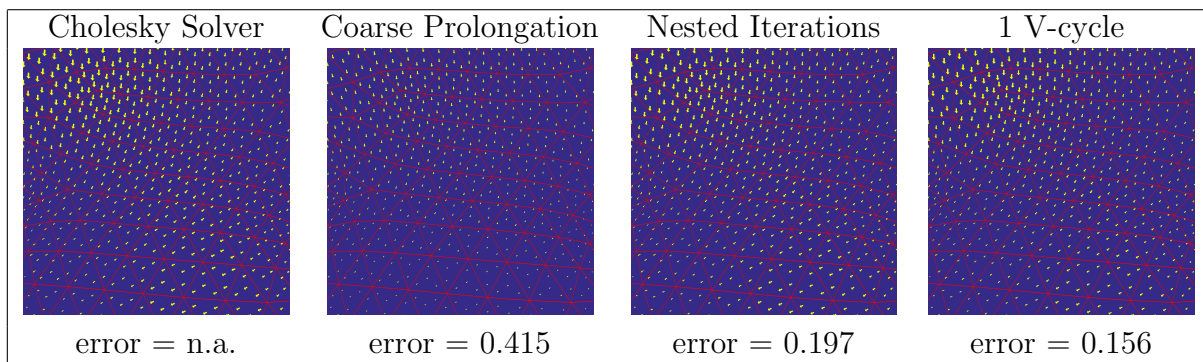 Cholesky Solver Coarse Prolongation Nested Iterations 1 V-cycle
error = n.a. error = 0.415 error = 0.197 error = 0.156